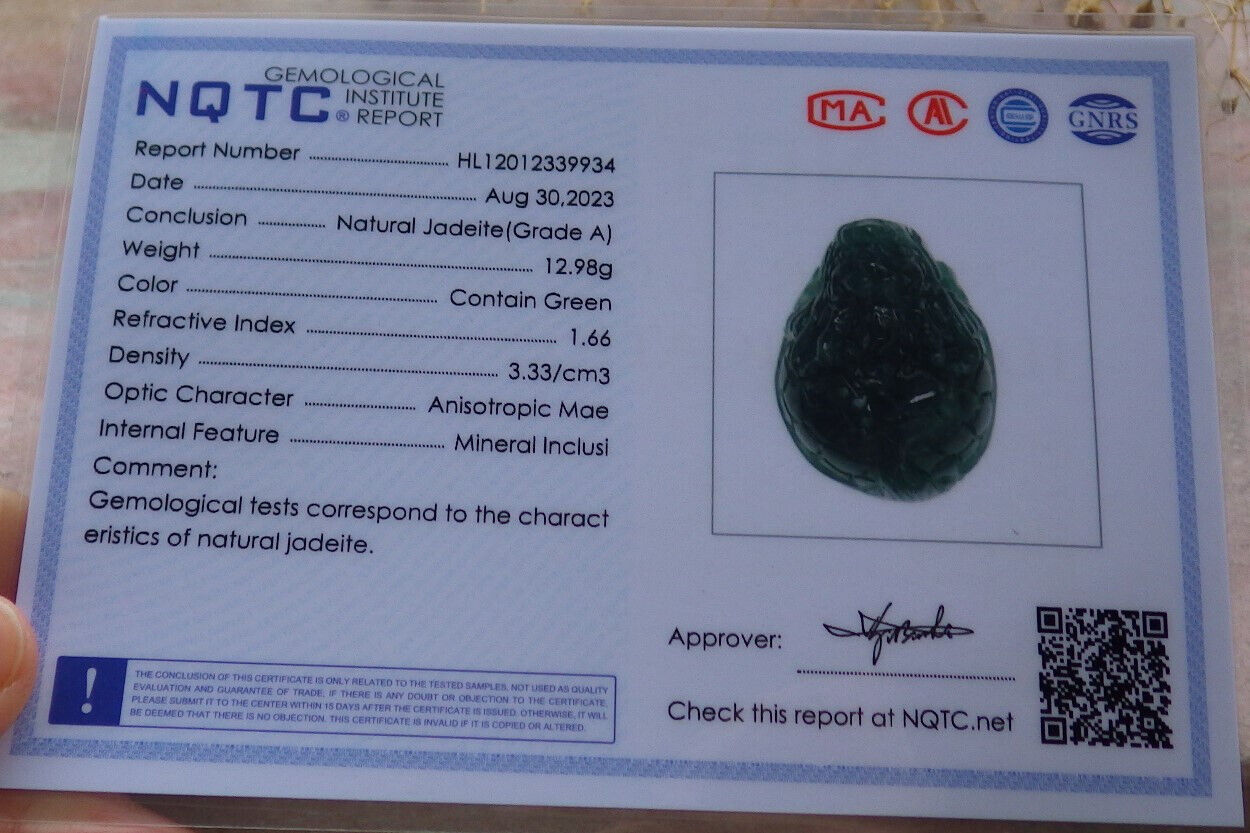 NQTC® GEMOLOGICAL INSTITUTE REPORT
MA
GNRS
Report Number HL12012339934
Date Aug 30,2023
Conclusion Natural Jadeite(Grade A)
Weight 12.98g
Color Contain Green
Refractive Index 1.66
Density 3.33/cm3
Optic Character Anisotropic Mae
Internal Feature Mineral Inclusi
Comment:
Gemological tests correspond to the charact
eristics of natural jadeite.
!
THE CONCLUSION OF THIS CERTIFICATE IS ONLY RELATED TO THE TESTED SAMPLES, NOT USED AS QUALITY
EVALUATION AND GUARANTEE OF TRADE, IF THERE IS ANY DOUBT OR OBJECTION TO THE CERTIFICATE,
PLEASE SUBMIT IT TO THE CENTER WITHIN 15 DAYS AFTER THE CERTIFICATE IS ISSUED. OTHERWISE, IT WILL
BE DEEMED THAT THERE IS NO OBJECTION. THIS CERTIFICATE IS INVALID IF IT IS COPIED OR ALTERED.
Approver:
Check this report at NQTC.net